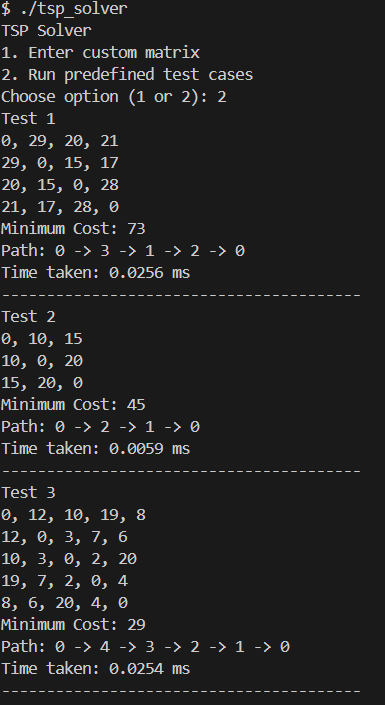 $ ./tsp_solver
TSP Solver
1. Enter custom matrix
2. Run predefined test cases
Choose option (1 or 2): 2
Test 1
0, 29, 20, 21
29, 0, 15, 17
20, 15, 0, 28
21, 17, 28, 0
Minimum Cost: 73
Path: 0 -> 3 -> 1 -> 2 -> 0
Time taken: 0.0256 ms
----------------------------------------
Test 2
0, 10, 15
10, 0, 20
15, 20, 0
Minimum Cost: 45
Path: 0 -> 2 -> 1 -> 0
Time taken: 0.0059 ms
----------------------------------------
Test 3
0, 12, 10, 19, 8
12, 0, 3, 7, 6
10, 3, 0, 2, 20
19, 7, 2, 0, 4
8, 6, 20, 4, 0
Minimum Cost: 29
Path: 0 -> 4 -> 3 -> 2 -> 1 -> 0
Time taken: 0.0254 ms
----------------------------------------